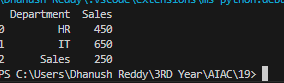 Dhanush Reddy\.vscode\extensions\ms-python.deb
Department Sales
0 HR 450
1 IT 650
2 Sales 250
PS C:\Users\Dhanush Reddy\3RD Year\AIAC\19>